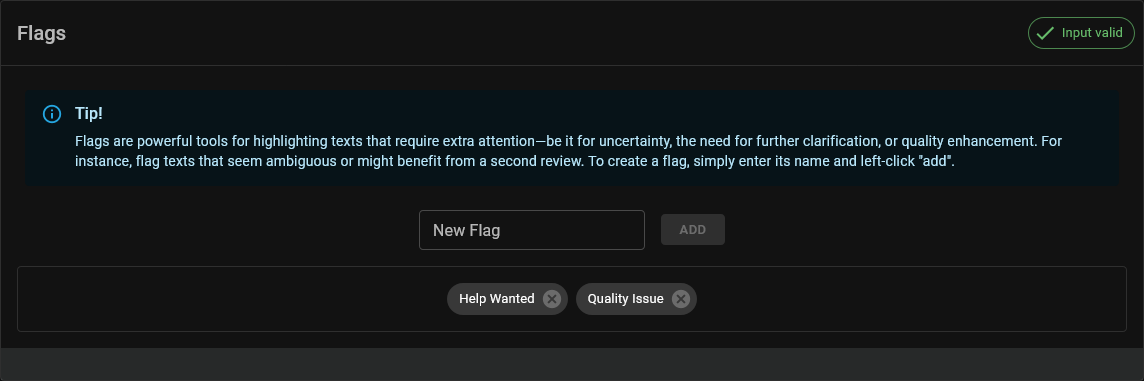 Flags
Input valid
Tip!
Flags are powerful tools for highlighting texts that require extra attention—be it for uncertainty, the need for further clarification, or quality enhancement. For
instance, flag texts that seem ambiguous or might benefit from a second review. To create a flag, simply enter its name and left-click "add".
New Flag
ADD
Help Wanted
Quality Issue